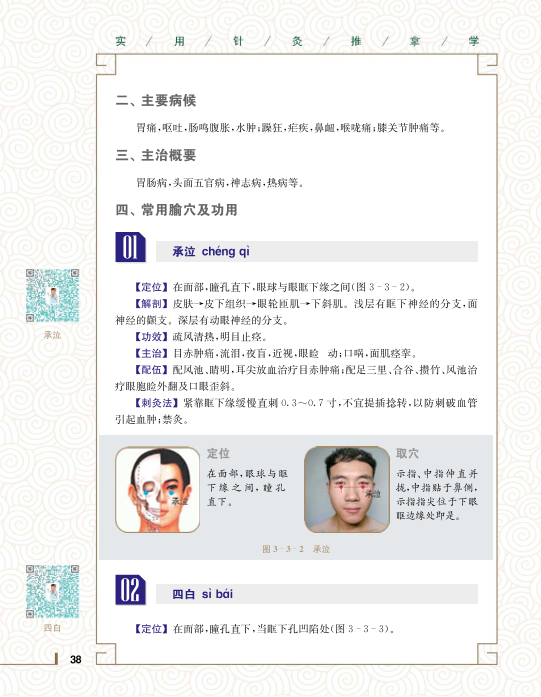 实 / 用 / 针 / 灸 / 推 / 拿 / 学
二、主要病候
胃痛,呕吐,肠鸣腹胀,水肿;躁狂,疟疾,鼻衄,喉咙痛;膝关节肿痛等。
三、主治概要
胃肠病,头面五官病,神志病,热病等。
四、常用腧穴及功用
01 承泣 chéng qì
【定位】在面部,瞳孔直下,眼球与眼眶下缘之间(图 3-3-2)。
【解剖】皮肤→皮下组织→眼轮匝肌→下斜肌。浅层有眶下神经的分支,面
神经的颧支。深层有动眼神经的分支。
【功效】疏风清热,明目止痉。
【主治】目赤肿痛,流泪,夜盲,近视,眼睑 动;口㖞,面肌痉挛。
【配伍】配风池、睛明,耳尖放血治疗目赤肿痛;配足三里、合谷、攒竹、风池治
疗眼胞睑外翻及口眼歪斜。
【刺灸法】紧靠眶下缘缓慢直刺 0.3～0.7 寸,不宜提插捻转,以防刺破血管
引起血肿;禁灸。
承泣
定位
在面部,眼球与眶
下缘之间,瞳孔
直下。
承泣
承泣
取穴
示指、中指伸直并
拢,中指贴于鼻侧,
示指指尖位于下眼
眶边缘处即是。
图 3-3-2 承泣
02 四白 sì bái
【定位】在面部,瞳孔直下,当眶下孔凹陷处(图 3-3-3)。
四白
38